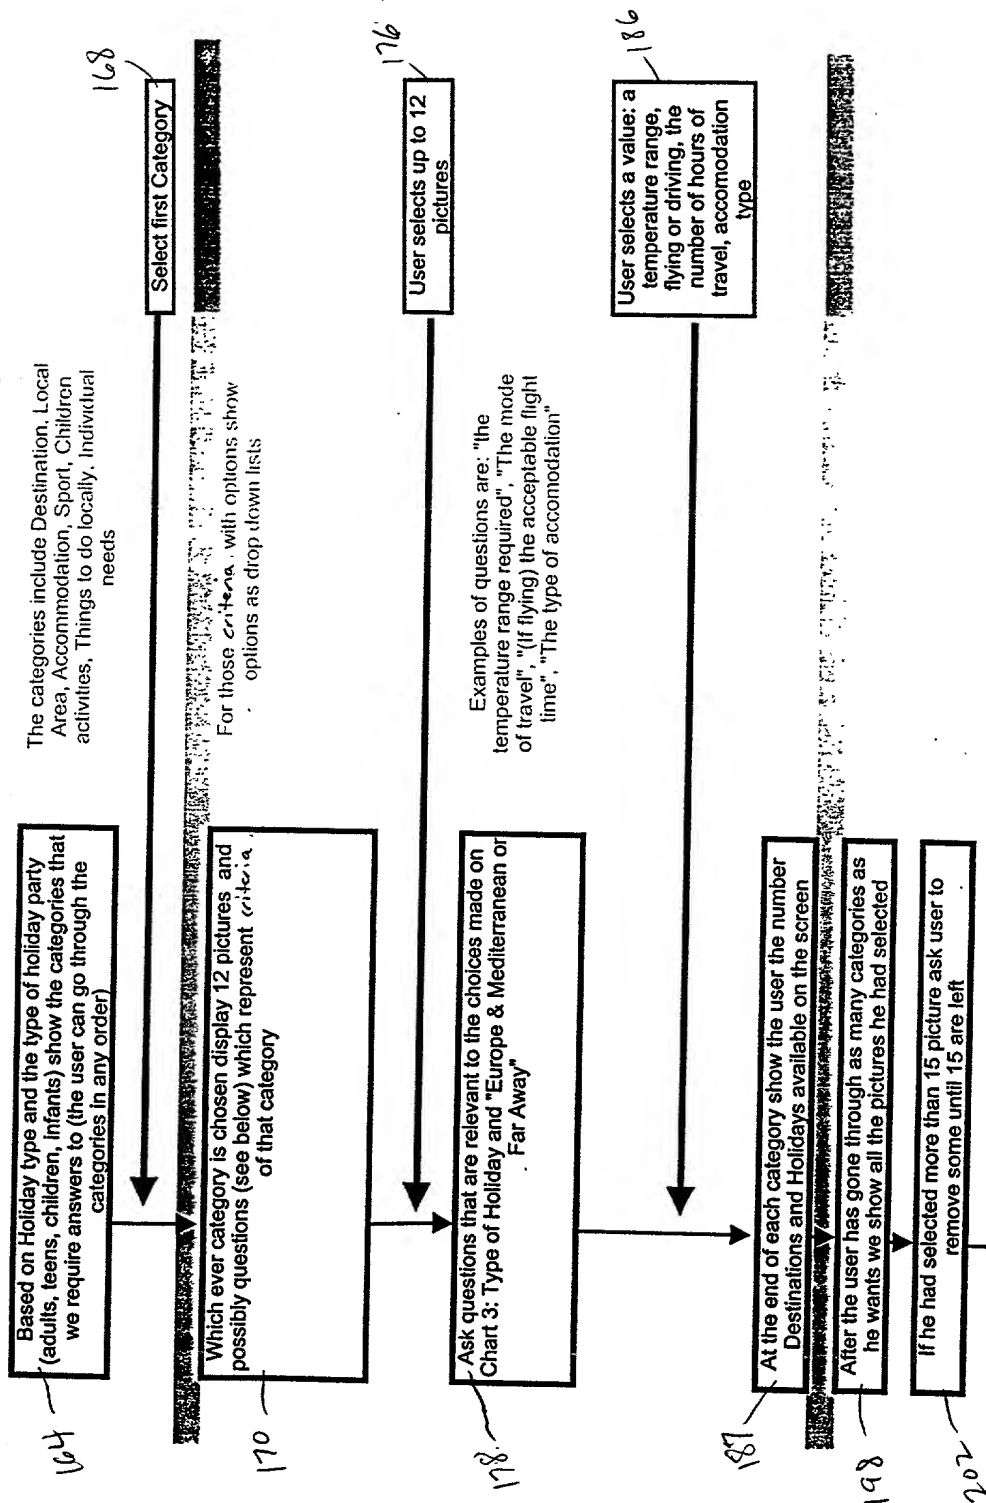 164
Based on Holiday type and the type of holiday party
(adults, teens, children, infants) show the categories that
we require answers to (the user can go through the
categories in any order)
The categories include Destination, Local
Area, Accommodation, Sport, Children
activities, Things to do locally, Individual
needs
168
Select first Category
170
Which ever category is chosen display 12 pictures and
possibly questions (see below) which represent criteria
of that category
For those criteria with options show
options as drop down lists
176
User selects up to 12
pictures
178
Ask questions that are relevant to the choices made on
Chart 3: Type of Holiday and "Europe & Mediterranean or
Far Away"
Examples of questions are: "the
temperature range required", "The mode
of travel", "(If flying) the acceptable flight
time", "The type of accomodation"
186
User selects a value: a
temperature range,
flying or driving, the
number of hours of
travel, accomodation
type
187
At the end of each category show the user the number
Destinations and Holidays available on the screen
198
After the user has gone through as many categories as
he wants we show all the pictures he had selected
202
If he had selected more than 15 picture ask user to
remove some until 15 are left